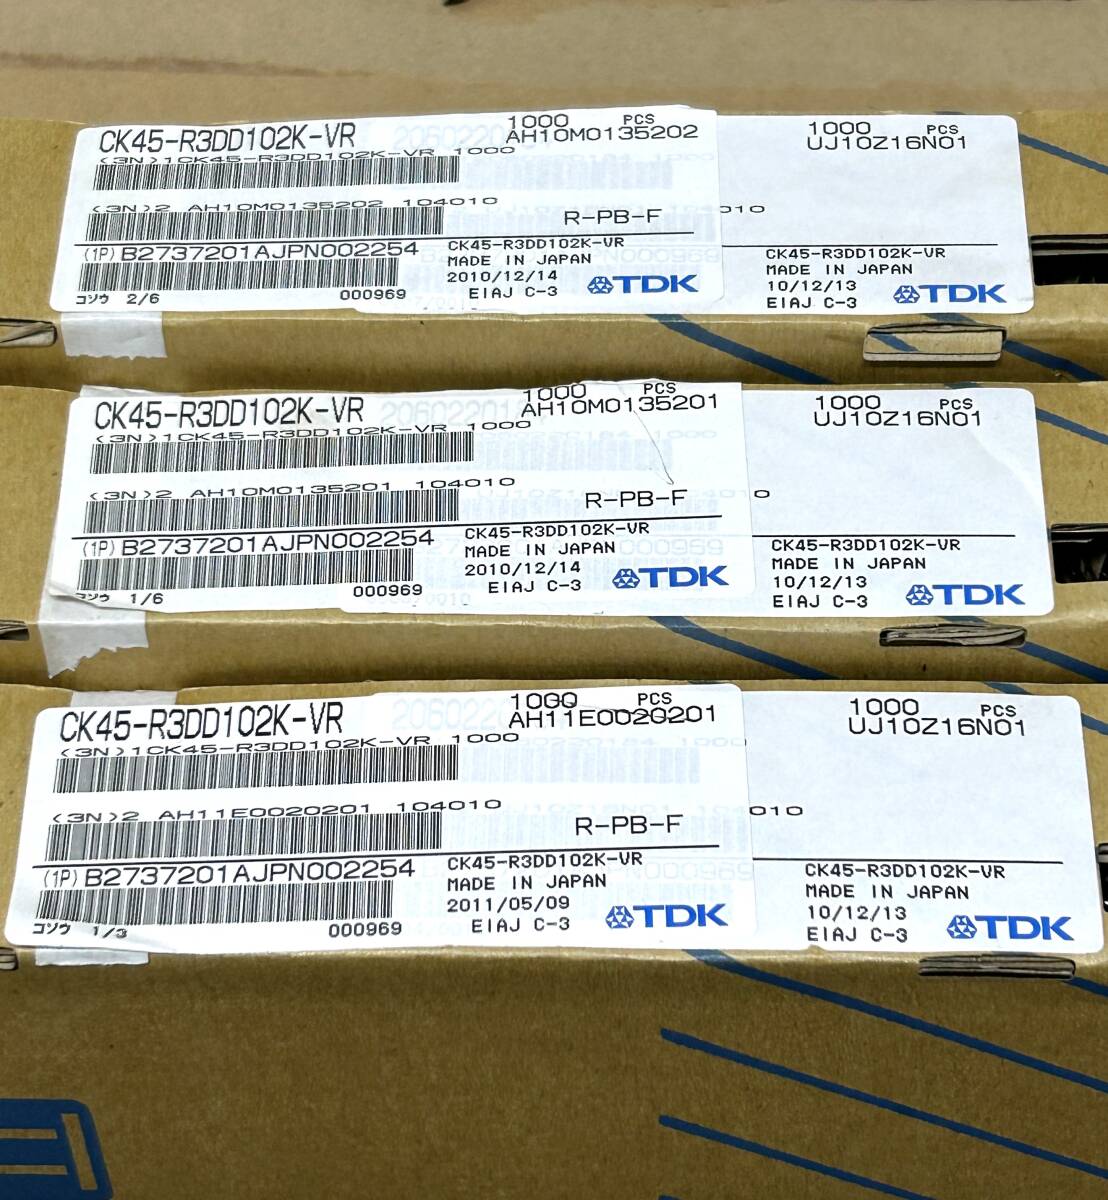 CK45-R3DD102K-VR
1000 PCS
AH10M0135202
(3N)1CK45-R3DD102K-VR 1000
(3N)2 AH10M0135202 104010
R-PB-F
(1P)B2737201AJPN002254
CK45-R3DD102K-VR
MADE IN JAPAN
2010/12/14
EIAJ C-3
TDK
コソウ 2/6
000969
1000 PCS
UJ10Z16N01
010
CK45-R3DD102K-VR
MADE IN JAPAN
10/12/13
EIAJ C-3
TDK
CK45-R3DD102K-VR
1000 PCS
AH10M0135201
(3N)1CK45-R3DD102K-VR 1000
(3N)2 AH10M0135201 104010
R-PB-F
(1P)B2737201AJPN002254
CK45-R3DD102K-VR
MADE IN JAPAN
2010/12/14
EIAJ C-3
TDK
コソウ 1/6
000969
1000 PCS
UJ10Z16N01
CK45-R3DD102K-VR
MADE IN JAPAN
10/12/13
EIAJ C-3
TDK
CK45-R3DD102K-VR
1000 PCS
AH11E0020201
(3N)1CK45-R3DD102K-VR 1000
(3N)2 AH11E0020201 104010
R-PB-F
(1P)B2737201AJPN002254
CK45-R3DD102K-VR
MADE IN JAPAN
2011/05/09
EIAJ C-3
TDK
コソウ 1/3
000969
1000 PCS
UJ10Z16N01
010
CK45-R3DD102K-VR
MADE IN JAPAN
10/12/13
EIAJ C-3
TDK